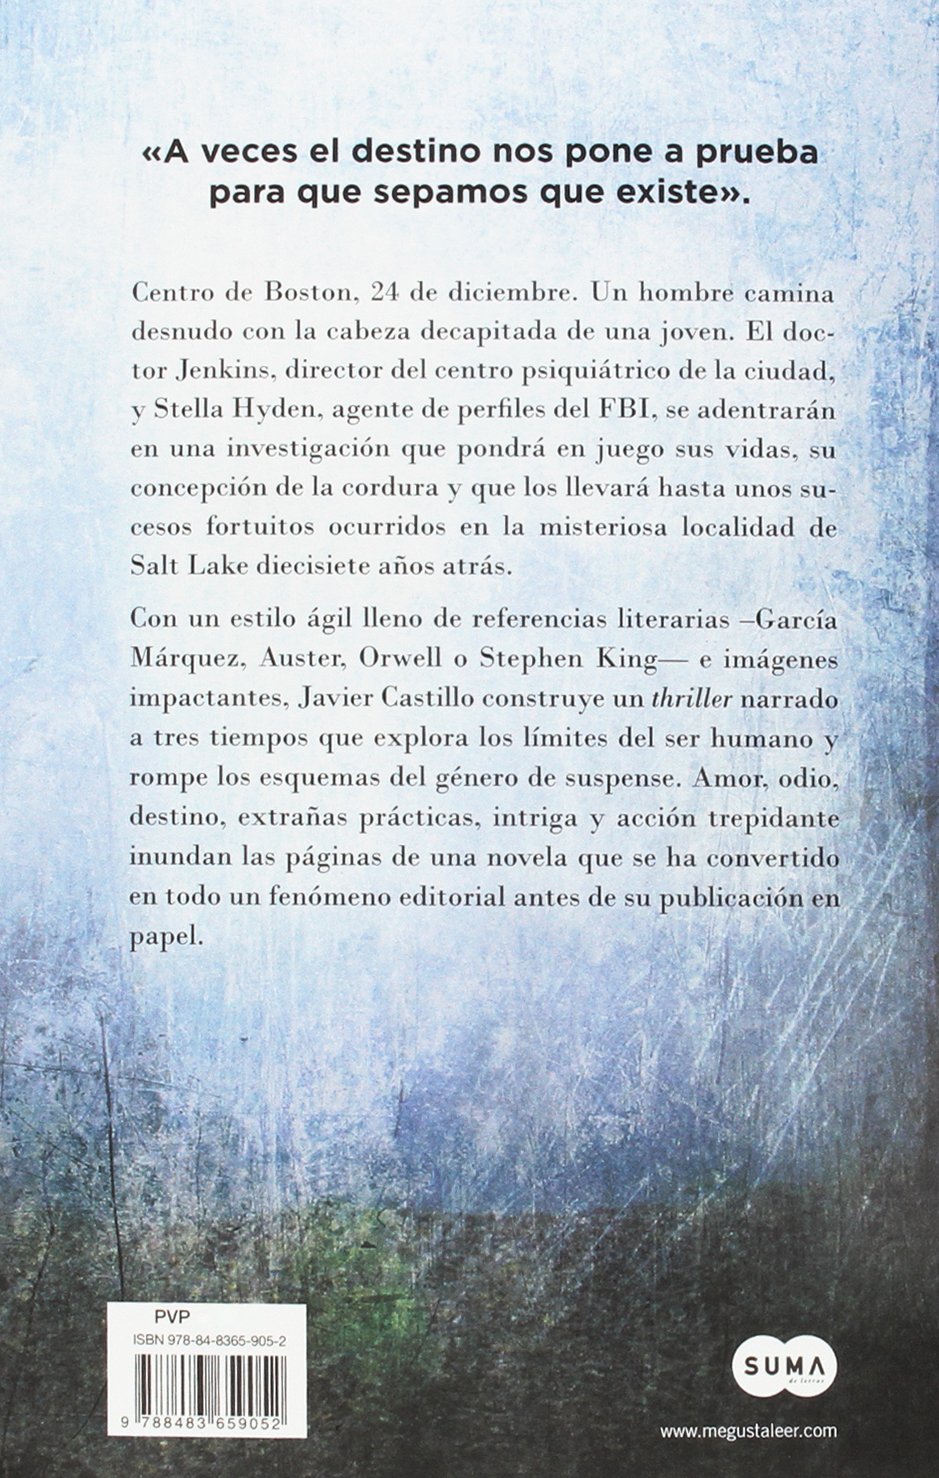 «A veces el destino nos pone a prueba
para que sepamos que existe».
Centro de Boston, 24 de diciembre. Un hombre camina
desnudo con la cabeza decapitada de una joven. El doc-
tor Jenkins, director del centro psiquiátrico de la ciudad,
y Stella Hyden, agente de perfiles del FBI, se adentrarán
en una investigación que pondrá en juego sus vidas, su
concepción de la cordura y que los llevará hasta unos su-
cesos fortuitos ocurridos en la misteriosa localidad de
Salt Lake diecisiete años atrás.
Con un estilo ágil lleno de referencias literarias –García
Márquez, Auster, Orwell o Stephen King— e imágenes
impactantes, Javier Castillo construye un thriller narrado
a tres tiempos que explora los límites del ser humano y
rompe los esquemas del género de suspense. Amor, odio,
destino, extrañas prácticas, intriga y acción trepidante
inundan las páginas de una novela que se ha convertido
en todo un fenómeno editorial antes de su publicación en
papel.
PVP
ISBN 978-84-8365-905-2
9 788483 659052
SUMA
de letras
www.megustaleer.com